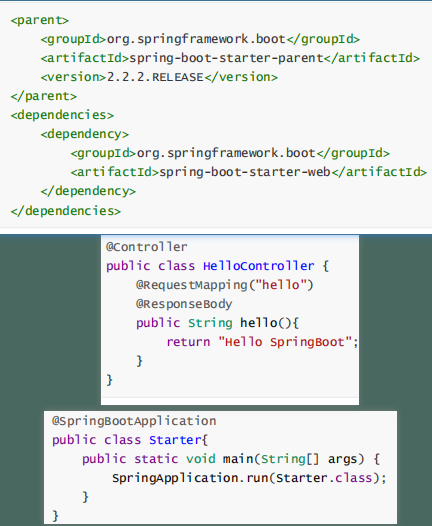 <parent>
    <groupId>org.springframework.boot</groupId>
    <artifactId>spring-boot-starter-parent</artifactId>
    <version>2.2.2.RELEASE</version>
</parent>
<dependencies>
    <dependency>
        <groupId>org.springframework.boot</groupId>
        <artifactId>spring-boot-starter-web</artifactId>
    </dependency>
</dependencies>
@Controller
public class HelloController {
    @RequestMapping("hello")
    @ResponseBody
    public String hello(){
        return "Hello SpringBoot";
    }
}
@SpringBootApplication
public class Starter{
    public static void main(String[] args) {
        SpringApplication.run(Starter.class);
    }
}